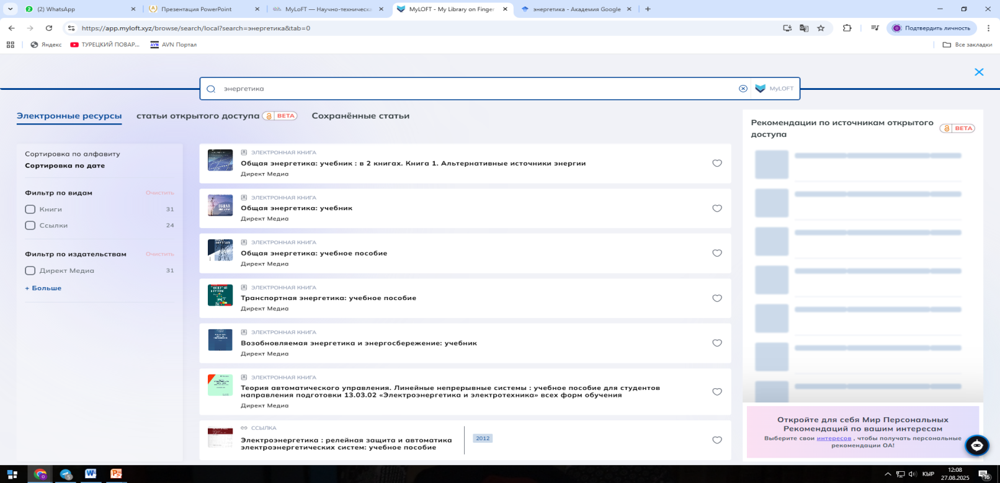 (2) WhatsApp
Презентация PowerPoint
MyLoFT — Научно-техническа
MyLOFT - My Library on Finger
энергетика - Академия Google
https://app.myloft.xyz/browse/search/local?search=энергетика&tab=0
Подтвердить личность
Яндекс
ТУРЕЦКИЙ ПОВАР...
AVN Портал
Все закладки
энергетика
MyLOFT
Электронные ресурсы
статьи открытого доступа
BETA
Сохранённые статьи
Рекомендации по источникам открытого
доступа
BETA
Сортировка по алфавиту
Сортировка по дате
Фильтр по видам
Очистить
Книги 31
Ссылки 24
Фильтр по издательствам
Очистить
Директ Медиа 31
+ Больше
ЭЛЕКТРОННАЯ КНИГА
Общая энергетика: учебник : в 2 книгах. Книга 1. Альтернативные источники энергии
Директ Медиа
ЭЛЕКТРОННАЯ КНИГА
Общая энергетика: учебник
Директ Медиа
ЭЛЕКТРОННАЯ КНИГА
Общая энергетика: учебное пособие
Директ Медиа
ЭЛЕКТРОННАЯ КНИГА
Транспортная энергетика: учебное пособие
Директ Медиа
ЭЛЕКТРОННАЯ КНИГА
Возобновляемая энергетика и энергосбережение: учебник
Директ Медиа
ЭЛЕКТРОННАЯ КНИГА
Теория автоматического управления. Линейные непрерывные системы : учебное пособие для студентов
направления подготовки 13.03.02 «Электроэнергетика и электротехника» всех форм обучения
Директ Медиа
ССЫЛКА
Электроэнергетика : релейная защита и автоматика
электроэнергетических систем: учебное пособие
2012
Откройте для себя Мир Персональных
Рекомендаций по вашим интересам
Выберите свои интересов , чтобы получать персональные
рекомендации ОА!
КЫР
12:08
27.08.2025
16